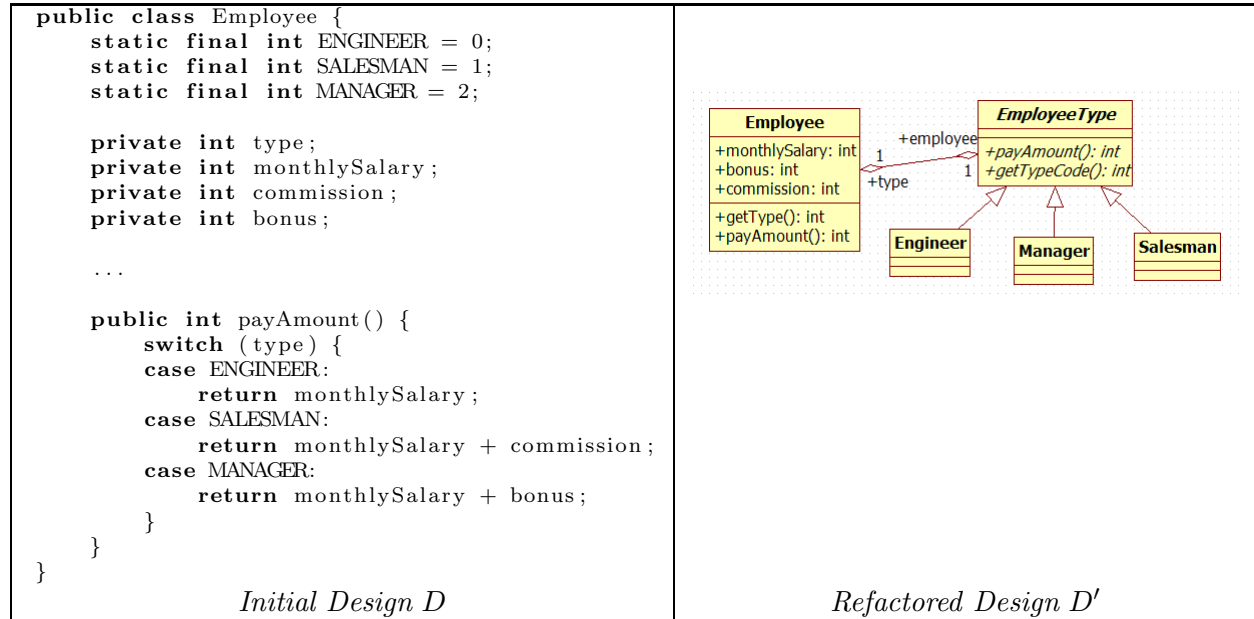 public class Employee {
static final int ENGINEER = 0;
static final int SALESMAN = 1;
static final int MANAGER = 2;
private int type;
private int monthlySalary;
private int commission;
private int bonus;
...
public int payAmount() {
switch (type) {
case ENGINEER:
return monthlySalary;
case SALESMAN:
return monthlySalary + commission;
case MANAGER:
return monthlySalary + bonus;
}
}
}
Initial Design D
Employee
+monthlySalary: int
+bonus: int
+commission: int
+getType(): int
+payAmount(): int
+employee
1
+type
1
EmployeeType
+payAmount(): int
+getTypeCode(): int
Engineer
Manager
Salesman
Refactored Design D′